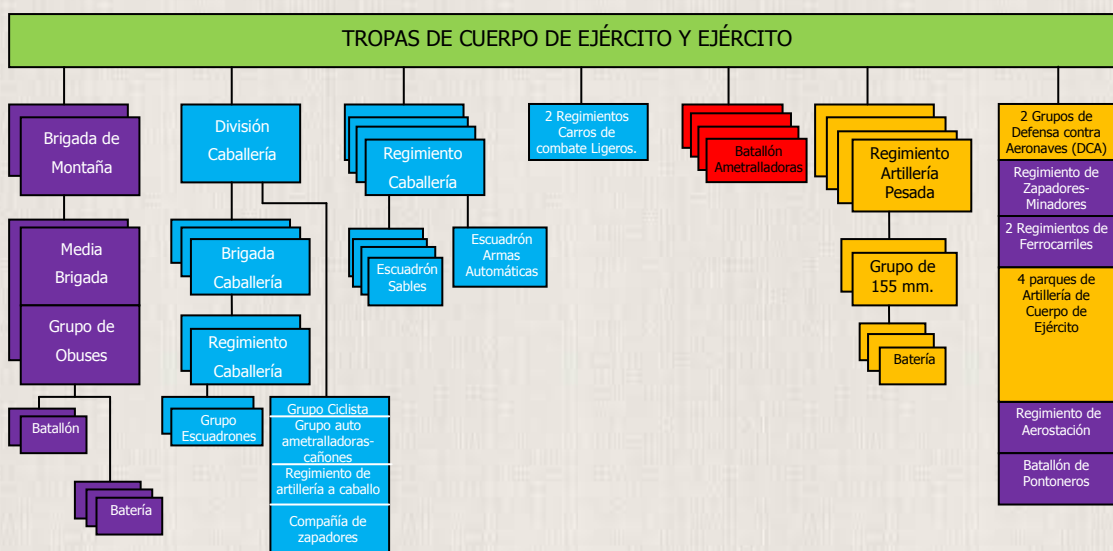 TROPAS DE CUERPO DE EJÉRCITO Y EJÉRCITO
Brigada de
Montaña
Media
Brigada
Grupo de
Obuses
Batallón
Batería
División
Caballería
Brigada
Caballería
Regimiento
Caballería
Grupo
Escuadrones
Grupo Ciclista
Grupo auto
ametralladoras-
cañones
Regimiento de
artillería a caballo
Compañía de
zapadores
Regimiento
Caballería
Escuadrón
Sables
Escuadrón
Armas
Automáticas
2 Regimientos
Carros de
combate Ligeros.
Batallón
Ametralladoras
Regimiento
Artillería
Pesada
Grupo de
155 mm.
Batería
2 Grupos de
Defensa contra
Aeronaves (DCA)
Regimiento de
Zapadores-
Minadores
2 Regimientos de
Ferrocarriles
4 parques de
Artillería de
Cuerpo de
Ejército
Regimiento de
Aerostación
Batallón de
Pontoneros